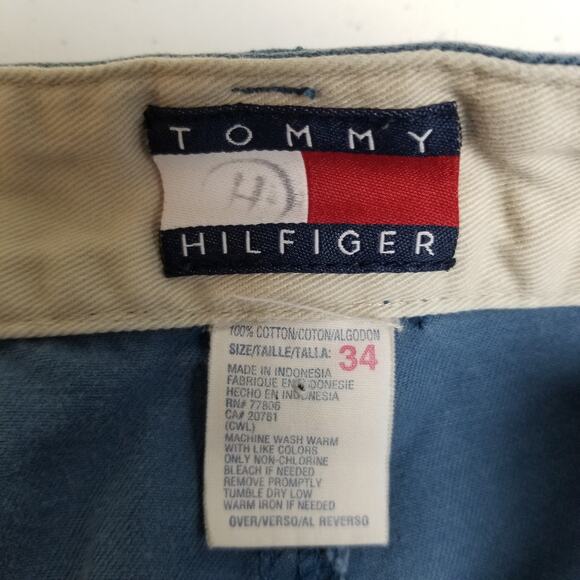 TOMMY
H.
HILFIGER
100% COTTON/COTON/ALGODON
SIZE/TAILLE/TALLA: 34
MADE IN INDONESIA
FABRIQUE EN INDONESIE
HECHO EN INDONESIA
RN# 77806
CA# 20781
(CWL)
MACHINE WASH WARM
WITH LIKE COLORS
ONLY NON-CHLORINE
BLEACH IF NEEDED
REMOVE PROMPTLY
TUMBLE DRY LOW
WARM IRON IF NEEDED
OVER/VERSO/AL REVERSO